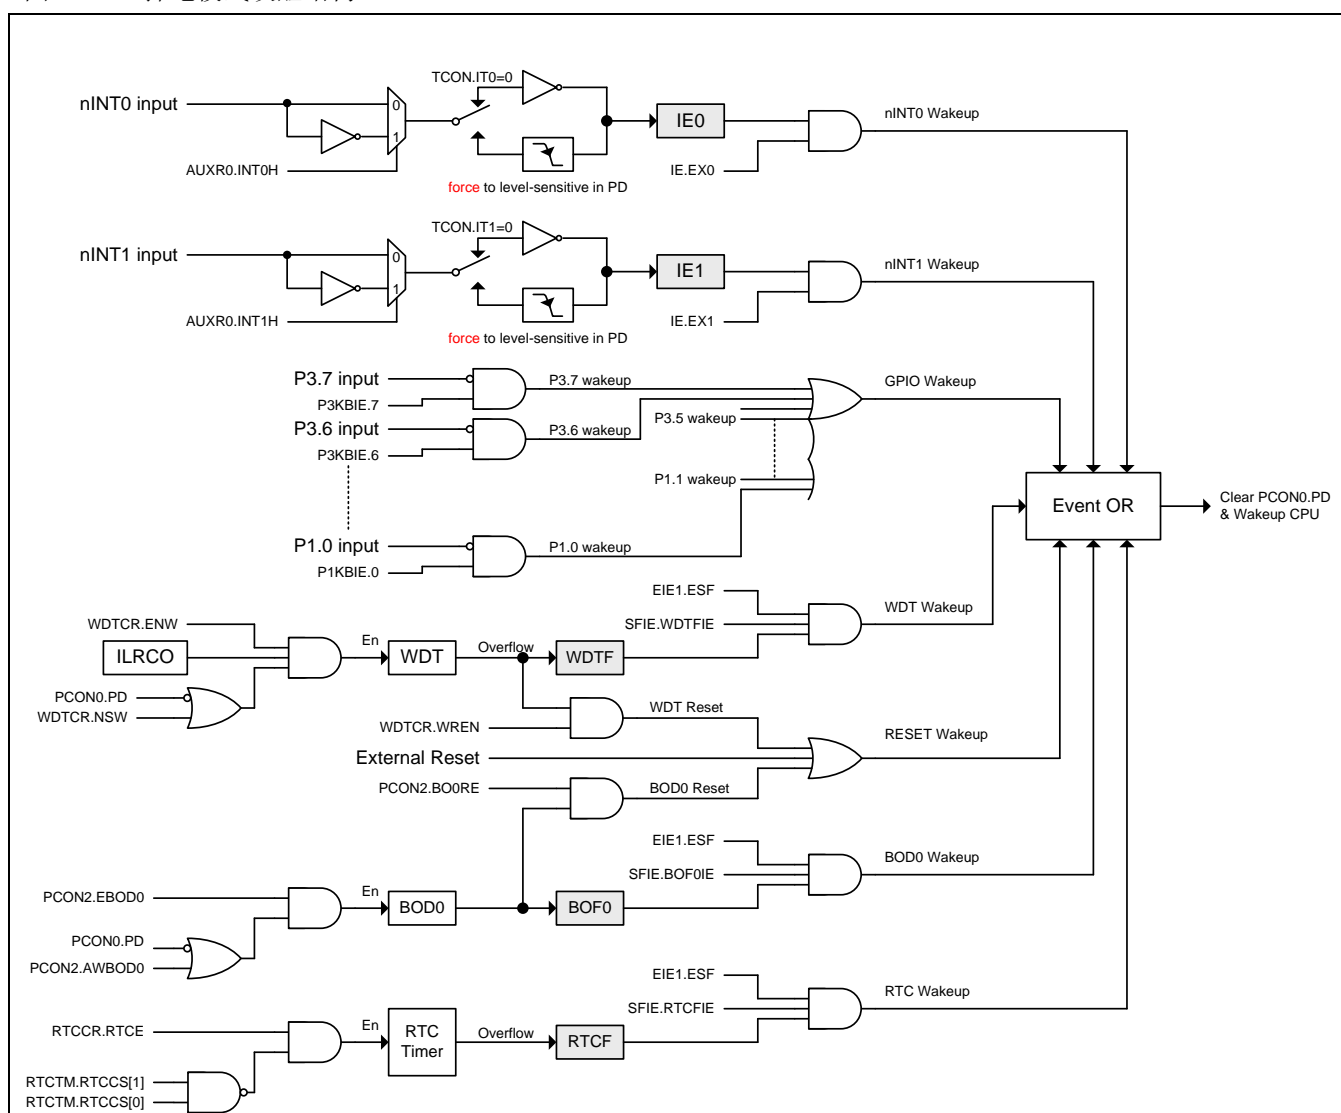 TCON.IT0=0
nINT0 input
0
1
IE0
nINT0 Wakeup
AUXR0.INT0H
IE.EX0
force to level-sensitive in PD
TCON.IT1=0
nINT1 input
0
1
IE1
nINT1 Wakeup
AUXR0.INT1H
IE.EX1
force to level-sensitive in PD
P3.7 input
P3.7 wakeup
GPIO Wakeup
P3KBIE.7
P3.5 wakeup
P3.6 input
P3.6 wakeup
P3KBIE.6
P1.1 wakeup
Event OR
Clear PCON0.PD
& Wakeup CPU
P1.0 input
P1.0 wakeup
P1KBIE.0
EIE1.ESF
WDT Wakeup
WDTCR.ENW
SFIE.WDTFIE
En
Overflow
ILRCO
WDT
WDTF
PCON0.PD
WDTCR.NSW
WDT Reset
WDTCR.WREN
RESET Wakeup
External Reset
PCON2.BO0RE
BOD0 Reset
EIE1.ESF
BOD0 Wakeup
SFIE.BOF0IE
PCON2.EBOD0
En
BOD0
BOF0
PCON0.PD
PCON2.AWBOD0
EIE1.ESF
RTC Wakeup
SFIE.RTCFIE
RTCCR.RTCE
En
RTC
Timer
Overflow
RTCF
RTCTM.RTCCS[1]
RTCTM.RTCCS[0]